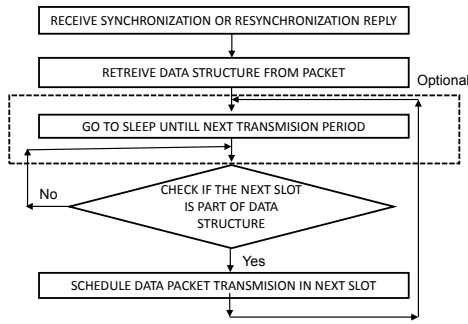 RECEIVE SYNCHRONIZATION OR RESYNCHRONIZATION REPLY
RETREIVE DATA STRUCTURE FROM PACKET
Optional
GO TO SLEEP UNTILL NEXT TRANSMISION PERIOD
No
CHECK IF THE NEXT SLOT
IS PART OF DATA
STRUCTURE
Yes
SCHEDULE DATA PACKET TRANSMISION IN NEXT SLOT